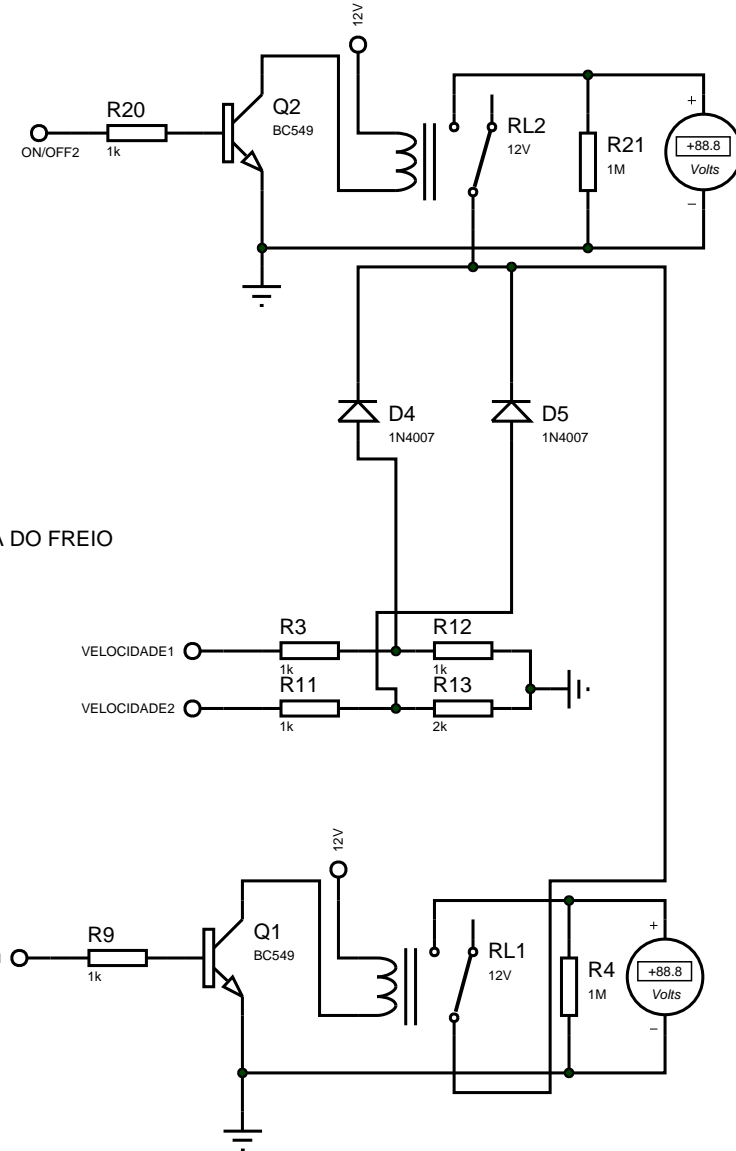 12V
Q2
BC549
R20
1k
ON/OFF2
RL2
12V
R21
1M
+
+88.8
Volts
−
D4
1N4007
D5
1N4007
DO FREIO
VELOCIDADE1
R3
1k
R12
1k
VELOCIDADE2
R11
1k
R13
2k
12V
Q1
BC549
R9
1k
RL1
12V
R4
1M
+
+88.8
Volts
−